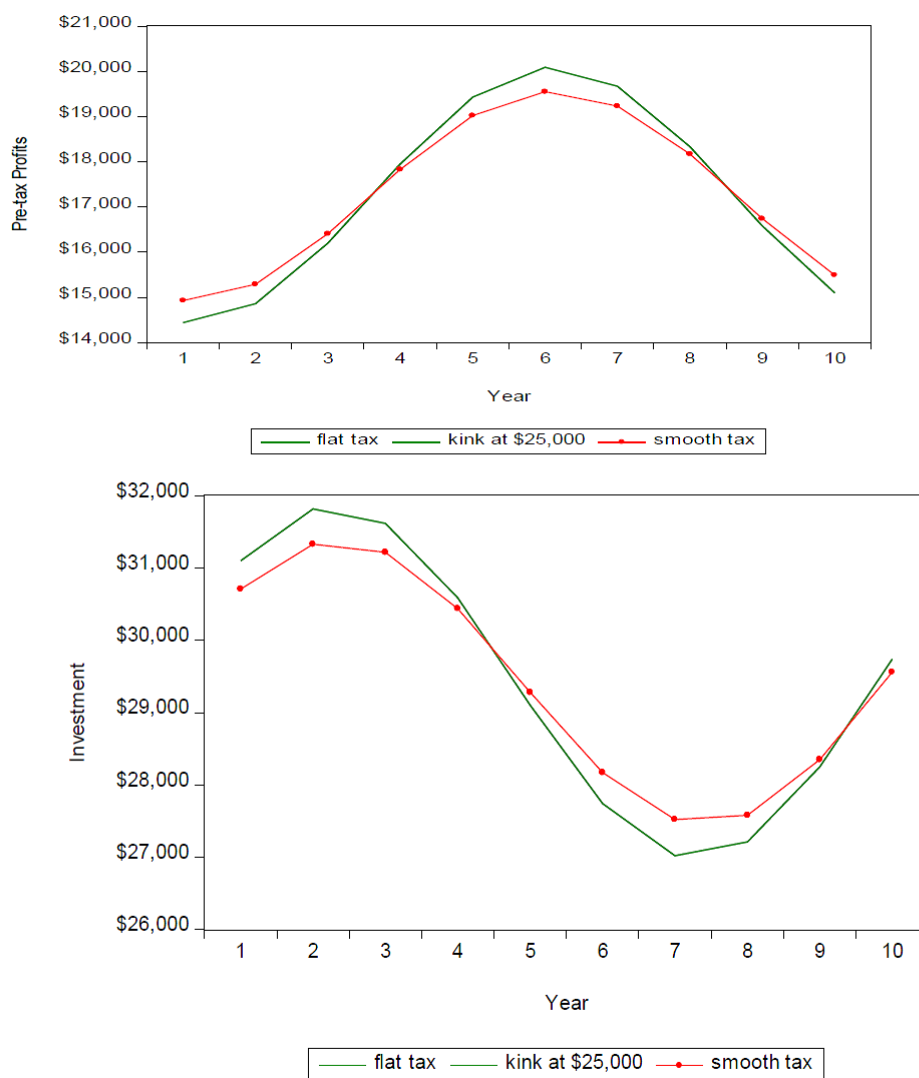 $21,000
$20,000
$19,000
$18,000
$17,000
$16,000
$15,000
$14,000
Pre-tax Profits
1 2 3 4 5 6 7 8 9 10
Year
flat tax kink at $25,000 smooth tax
$32,000
$31,000
$30,000
$29,000
$28,000
$27,000
$26,000
Investment
1 2 3 4 5 6 7 8 9 10
Year
flat tax kink at $25,000 smooth tax